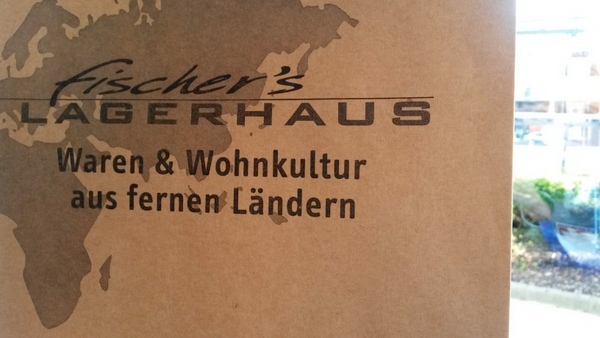 fischer's
LAGERHAUS
Waren & Wohnkultur
aus fernen Ländern